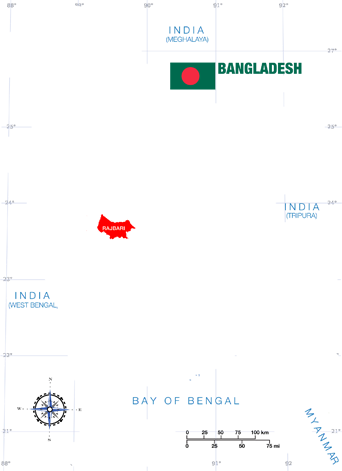 88° 89° 90° 91° 92°
INDIA
(MEGHALAYA)
27°
BANGLADESH
25° 25°
24° 24°
INDIA
(TRIPURA)
RAJBARI
23°
INDIA
(WEST BENGAL,
22° 22°
N
W E
S
BAY OF BENGAL
MYANMAR
0 25 50 75 100 km
0 25 50 75 mi
21° 21°
88° 91° 92